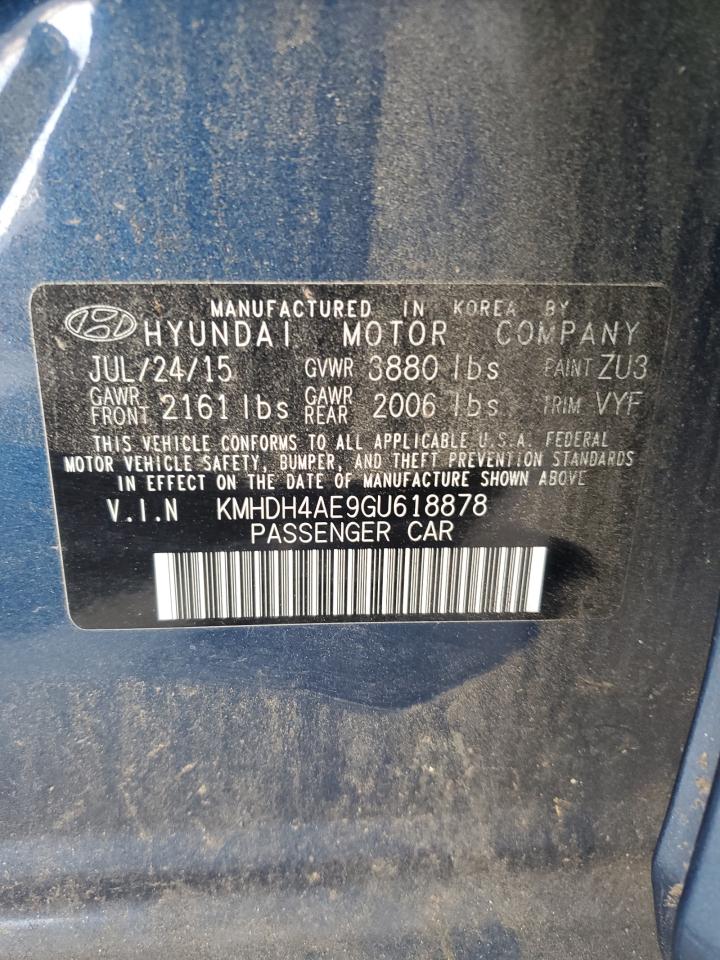 MANUFACTURED IN KOREA BY
HYUNDAI MOTOR COMPANY
JUL/24/15 GVWR 3880 lbs PAINT ZU3
GAWR FRONT 2161 lbs GAWR REAR 2006 lbs TRIM VYF
THIS VEHICLE CONFORMS TO ALL APPLICABLE U.S.A. FEDERAL
MOTOR VEHICLE SAFETY, BUMPER, AND THEFT PREVENTION STANDARDS
IN EFFECT ON THE DATE OF MANUFACTURE SHOWN ABOVE
V.I.N KMHDH4AE9GU618878
PASSENGER CAR